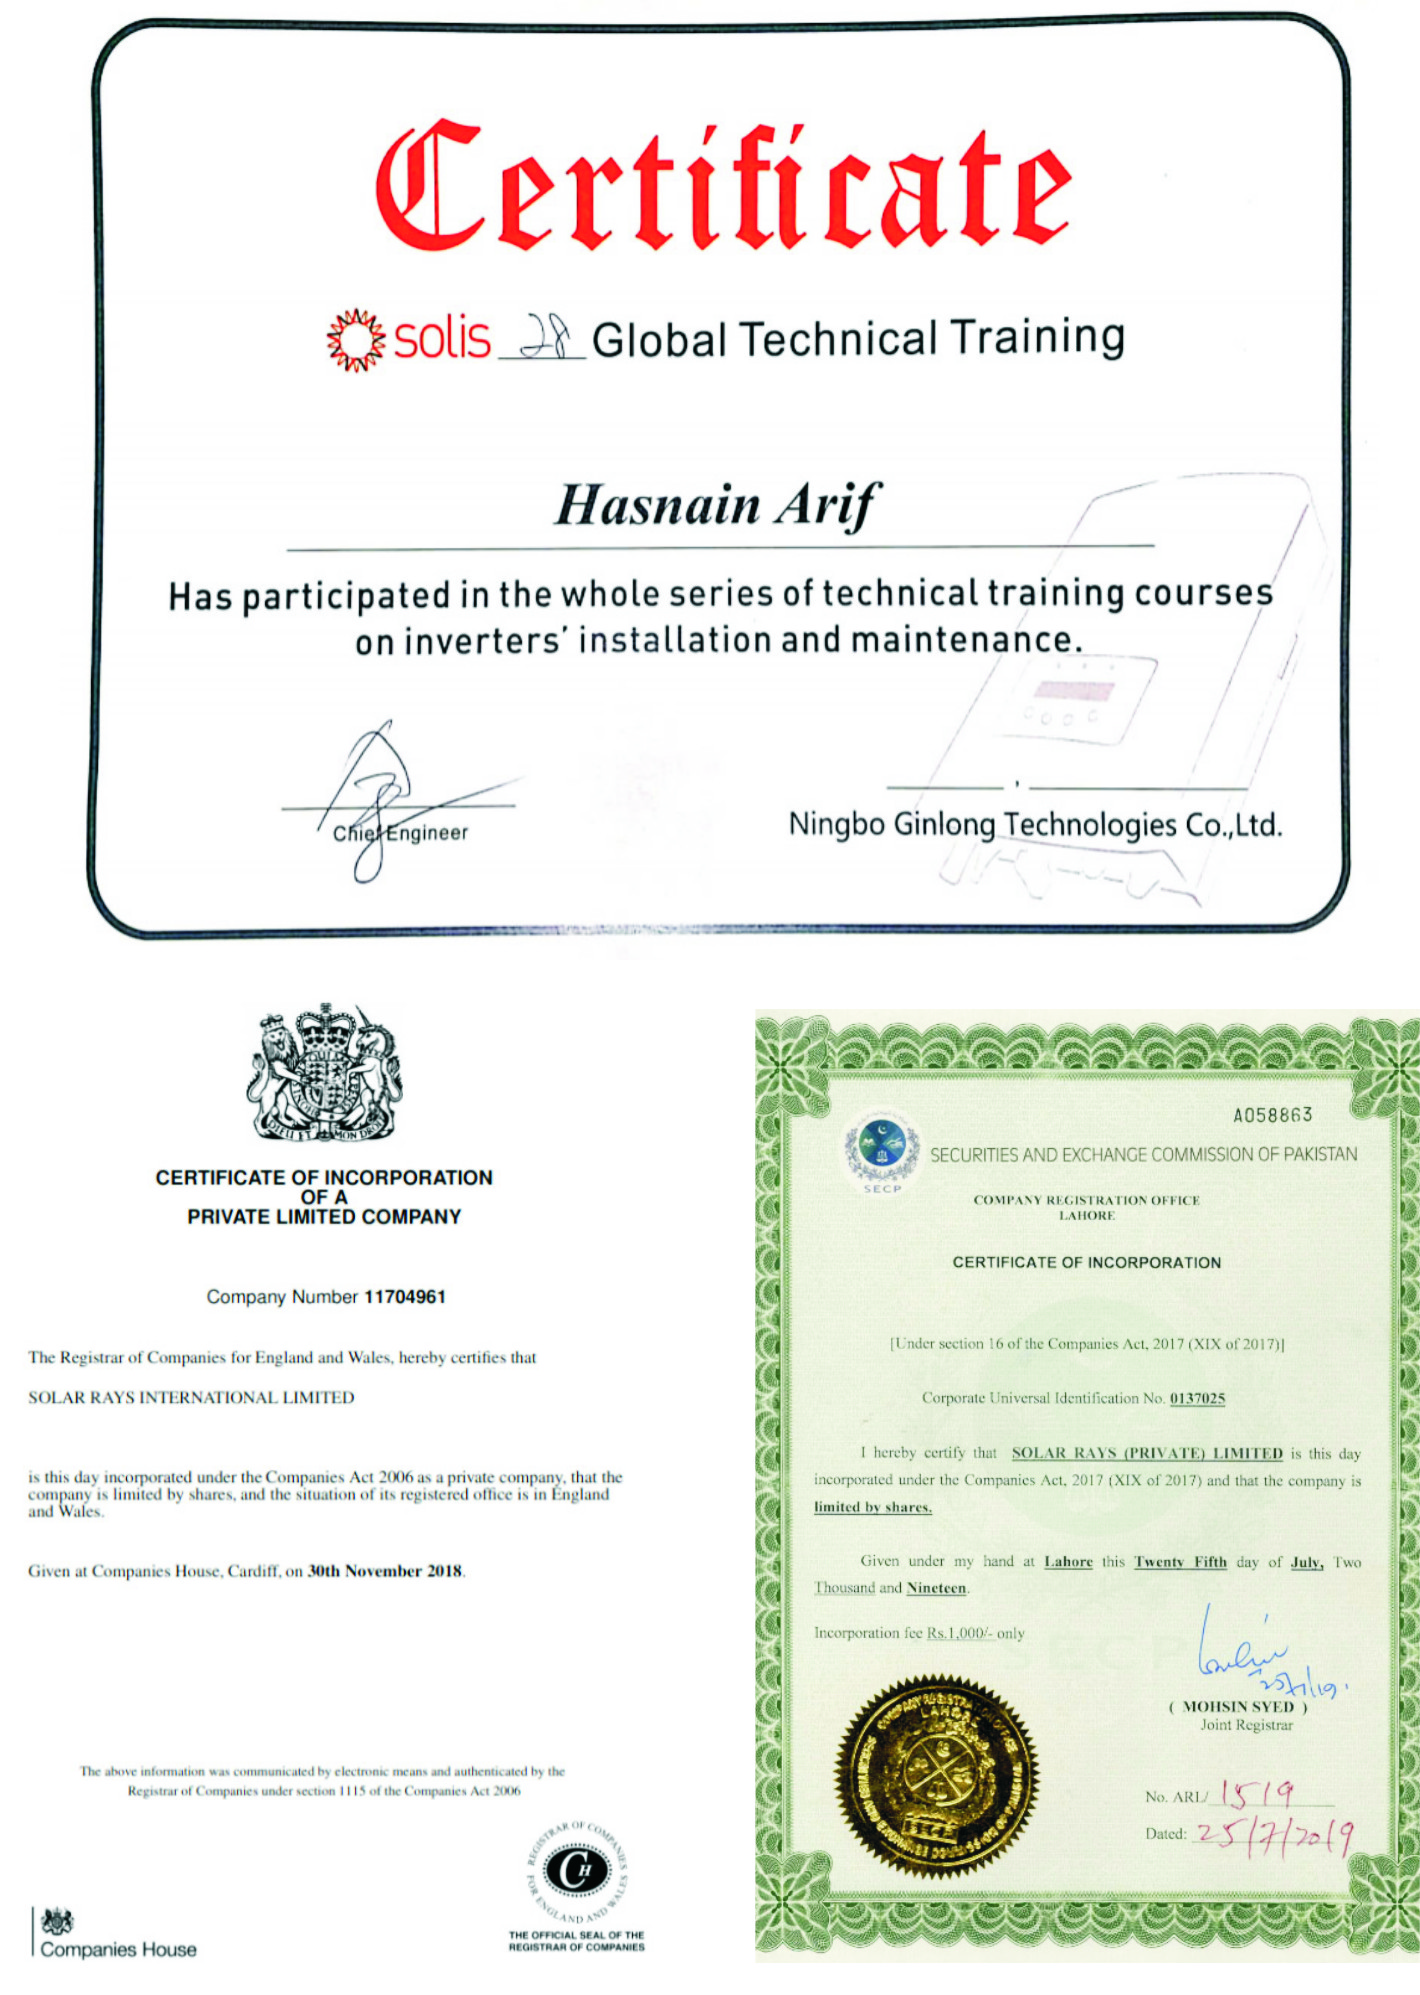 Certificate
solis 28 Global Technical Training
Hasnain Arif
Has participated in the whole series of technical training courses
on inverters' installation and maintenance.
Chief Engineer
Ningbo Ginlong Technologies Co.,Ltd.
DIEU ET MON DROIT
CERTIFICATE OF INCORPORATION
OF A
PRIVATE LIMITED COMPANY
Company Number 11704961
The Registrar of Companies for England and Wales, hereby certifies that
SOLAR RAYS INTERNATIONAL LIMITED
is this day incorporated under the Companies Act 2006 as a private company, that the
company is limited by shares, and the situation of its registered office is in England
and Wales.
Given at Companies House, Cardiff, on 30th November 2018.
The above information was communicated by electronic means and authenticated by the
Registrar of Companies under section 1115 of the Companies Act 2006
REGISTRAR OF COMPANIES
FOR ENGLAND AND WALES
CH
THE OFFICIAL SEAL OF THE
REGISTRAR OF COMPANIES
Companies House
A058863
SECP
SECURITIES AND EXCHANGE COMMISSION OF PAKISTAN
COMPANY REGISTRATION OFFICE
LAHORE
CERTIFICATE OF INCORPORATION
[Under section 16 of the Companies Act, 2017 (XIX of 2017)]
Corporate Universal Identification No. 0137025
I hereby certify that SOLAR RAYS (PRIVATE) LIMITED is this day
incorporated under the Companies Act, 2017 (XIX of 2017) and that the company is
limited by shares.
Given under my hand at Lahore this Twenty Fifth day of July, Two
Thousand and Nineteen.
Incorporation fee Rs.1,000/- only
SECP
25/7/19.
( MOHSIN SYED )
Joint Registrar
COMPANY REGISTRATION OFFICE
LAHORE
No. ARL/ 1519
Dated: 25/7/2019